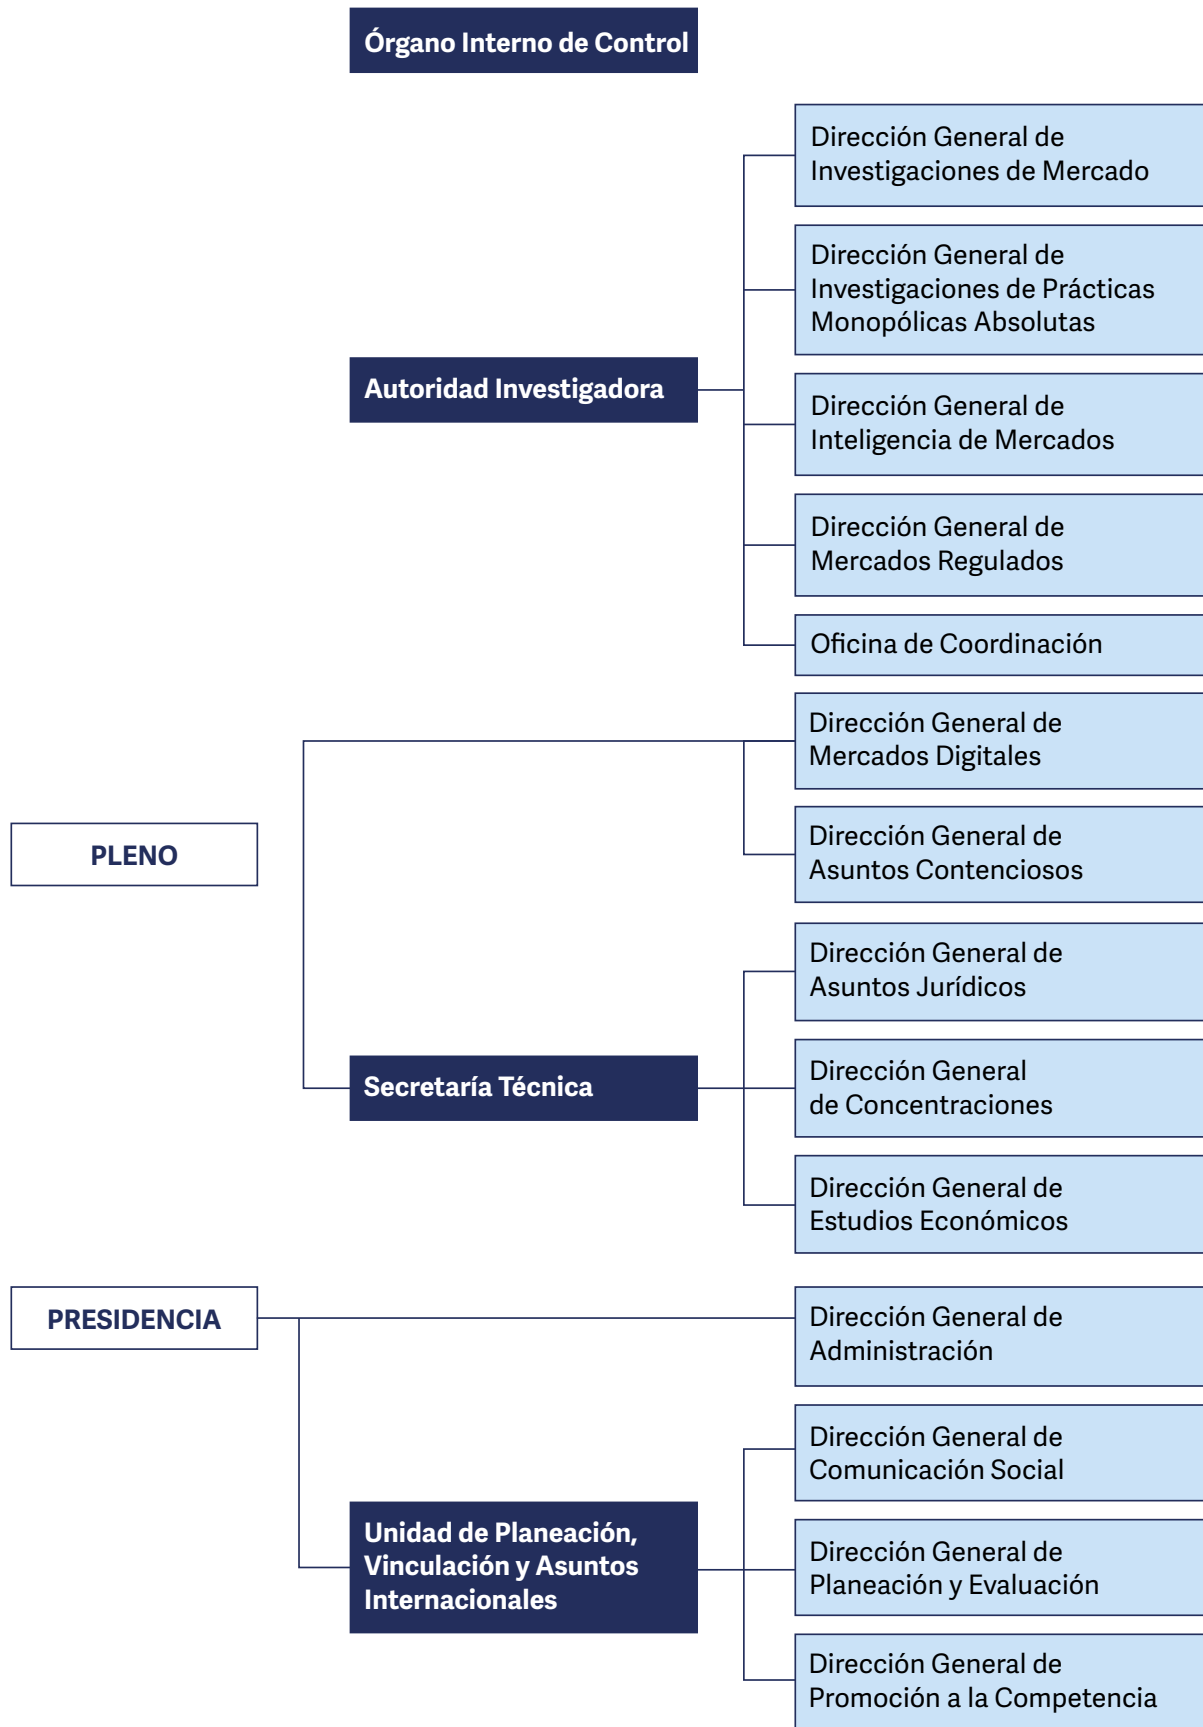 Órgano Interno de Control
Dirección General de
Investigaciones de Mercado
Dirección General de
Investigaciones de Prácticas
Monopólicas Absolutas
Autoridad Investigadora
Dirección General de
Inteligencia de Mercados
Dirección General de
Mercados Regulados
Oficina de Coordinación
Dirección General de
Mercados Digitales
PLENO
Dirección General de
Asuntos Contenciosos
Dirección General de
Asuntos Jurídicos
Secretaría Técnica
Dirección General
de Concentraciones
Dirección General de
Estudios Económicos
PRESIDENCIA
Dirección General de
Administración
Dirección General de
Comunicación Social
Unidad de Planeación,
Vinculación y Asuntos
Internacionales
Dirección General de
Planeación y Evaluación
Dirección General de
Promoción a la Competencia